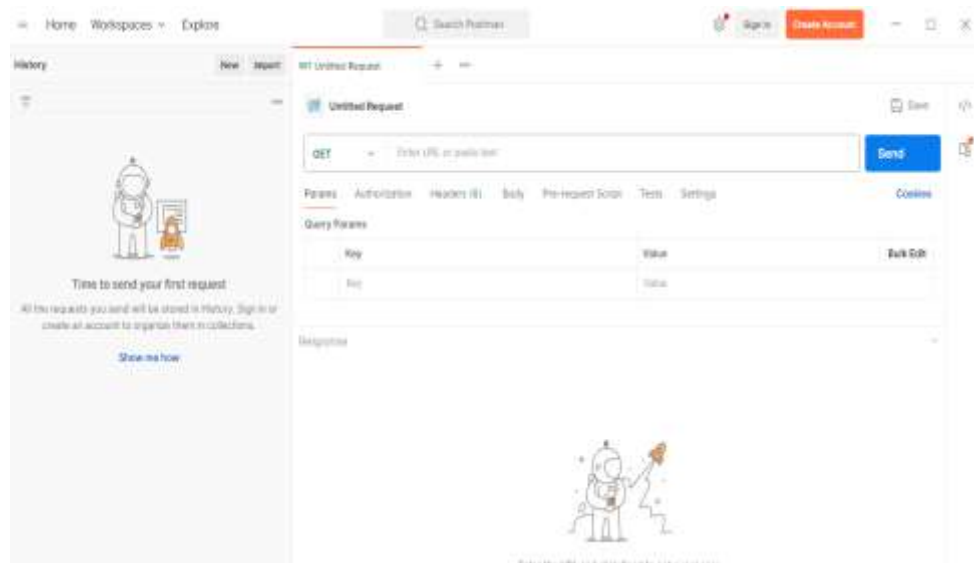 Home Workspaces Explore
Search Postman
Sign in Create Account
History New Import
GET Untitled Request
Untitled Request
Save
GET Enter URL or paste text
Send
Params Authorization Headers (6) Body Pre-request Script Tests Settings
Cookies
Query Params
Key Value Bulk Edit
Key Value
Time to send your first request
All the requests you send will be stored in History. Sign in or
create an account to organize them in collections.
Show me how
Response